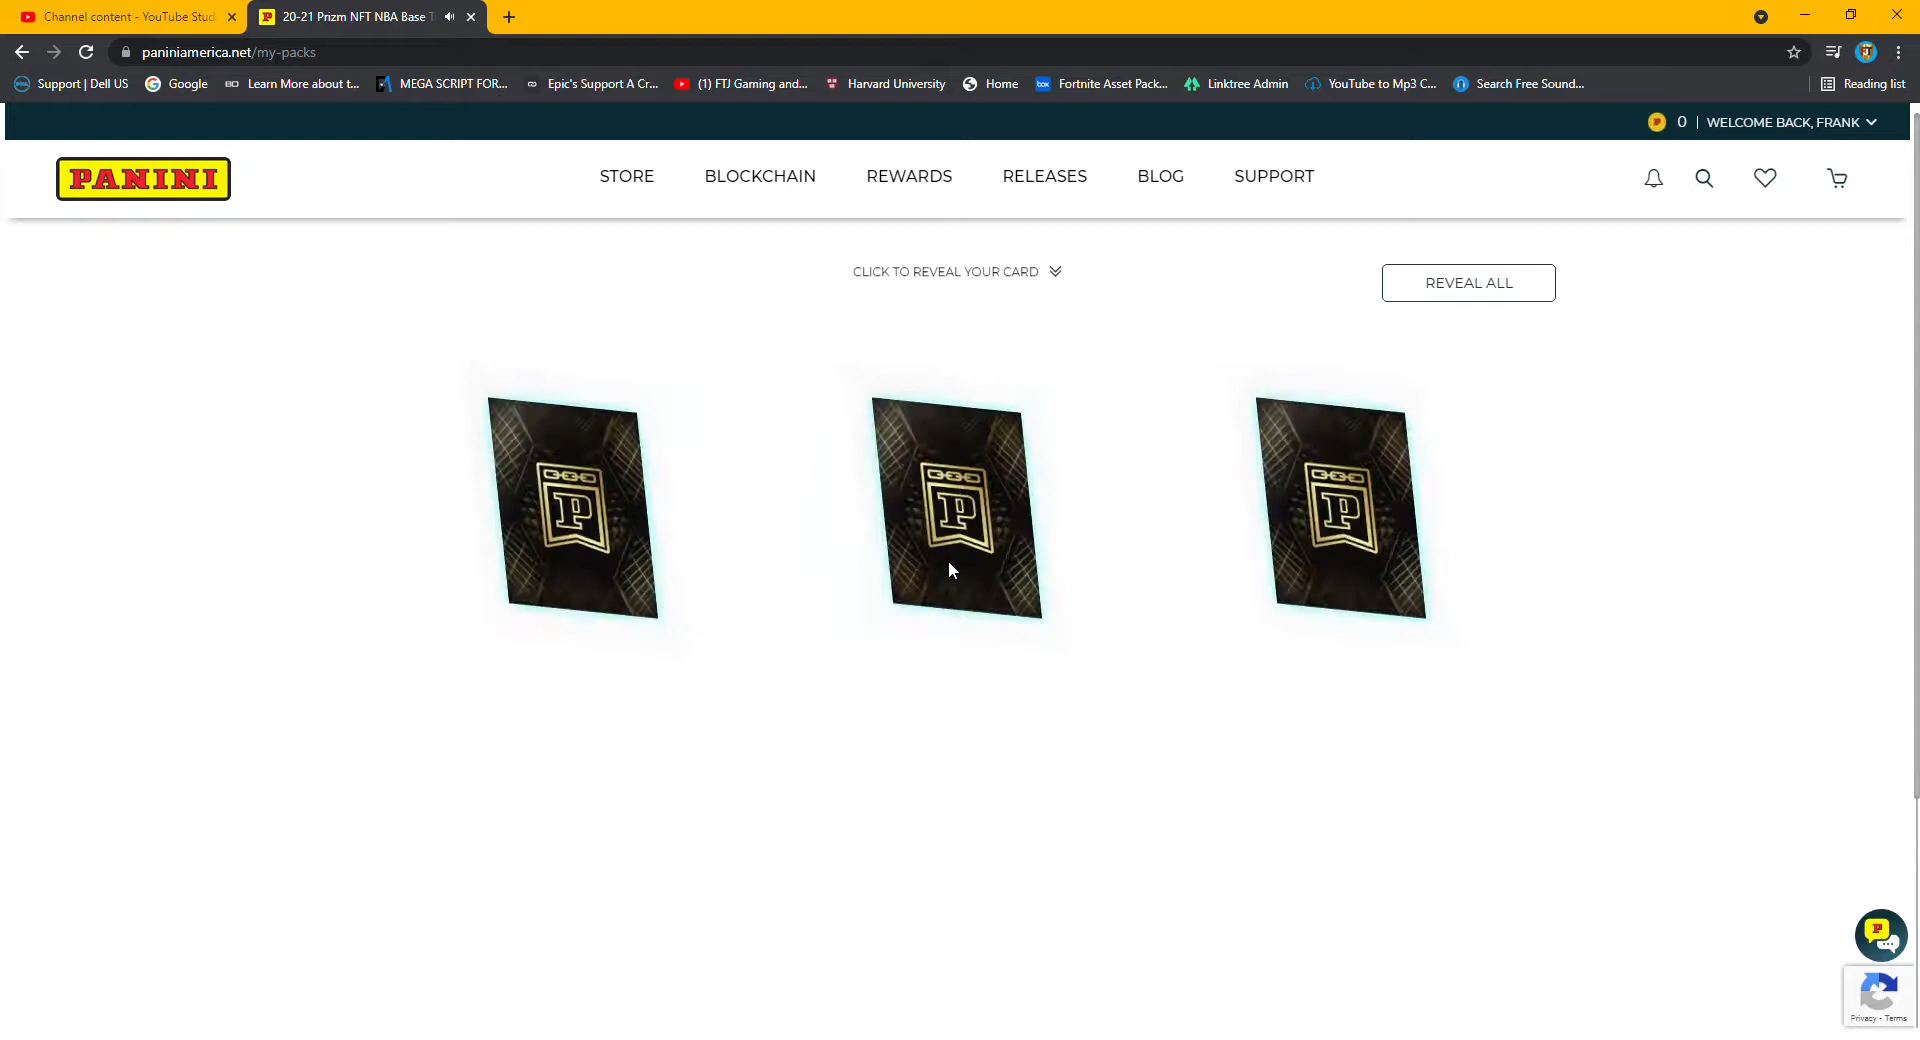 Channel content - YouTube Stud
20-21 Prizm NFT NBA Base T
paniniamerica.net/my-packs
Support | Dell US
Google
Learn More about t...
MEGA SCRIPT FOR...
Epic's Support A Cr...
(1) FTJ Gaming and...
Harvard University
Home
box
Fortnite Asset Pack...
Linktree Admin
YouTube to Mp3 C...
Search Free Sound...
Reading list
P 0 | WELCOME BACK, FRANK
PANINI
STORE
BLOCKCHAIN
REWARDS
RELEASES
BLOG
SUPPORT
CLICK TO REVEAL YOUR CARD
REVEAL ALL
P
P
P
P
Privacy - Terms